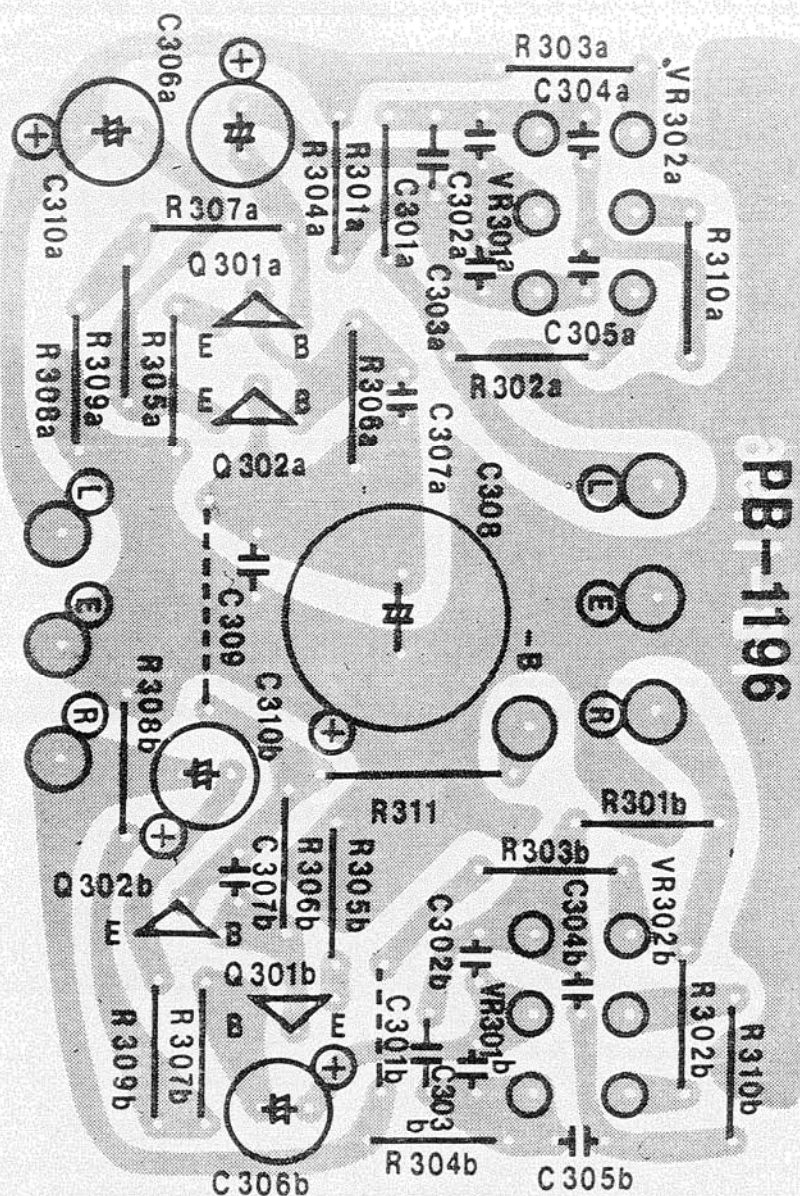 C306a
R303a
C304a
VR302a
C310a
R304a
R301a
C301a
C302a
VR301a
R307a
Q301a
C303a
C305a
R310a
R308a
R309a
R305a
E
B
E
B
R306a
R302a
Q302a
C307a
C308
PB-1196
L
L
E
E
C309
-B
R
R
R308b
C310b
R311
R301b
R303b
Q302b
C307b
R306b
R305b
C302b
C304b
VR302b
E
B
Q301b
B
E
VR301b
C301b
C303b
R302b
R310b
R309b
R307b
R304b
C305b
C306b